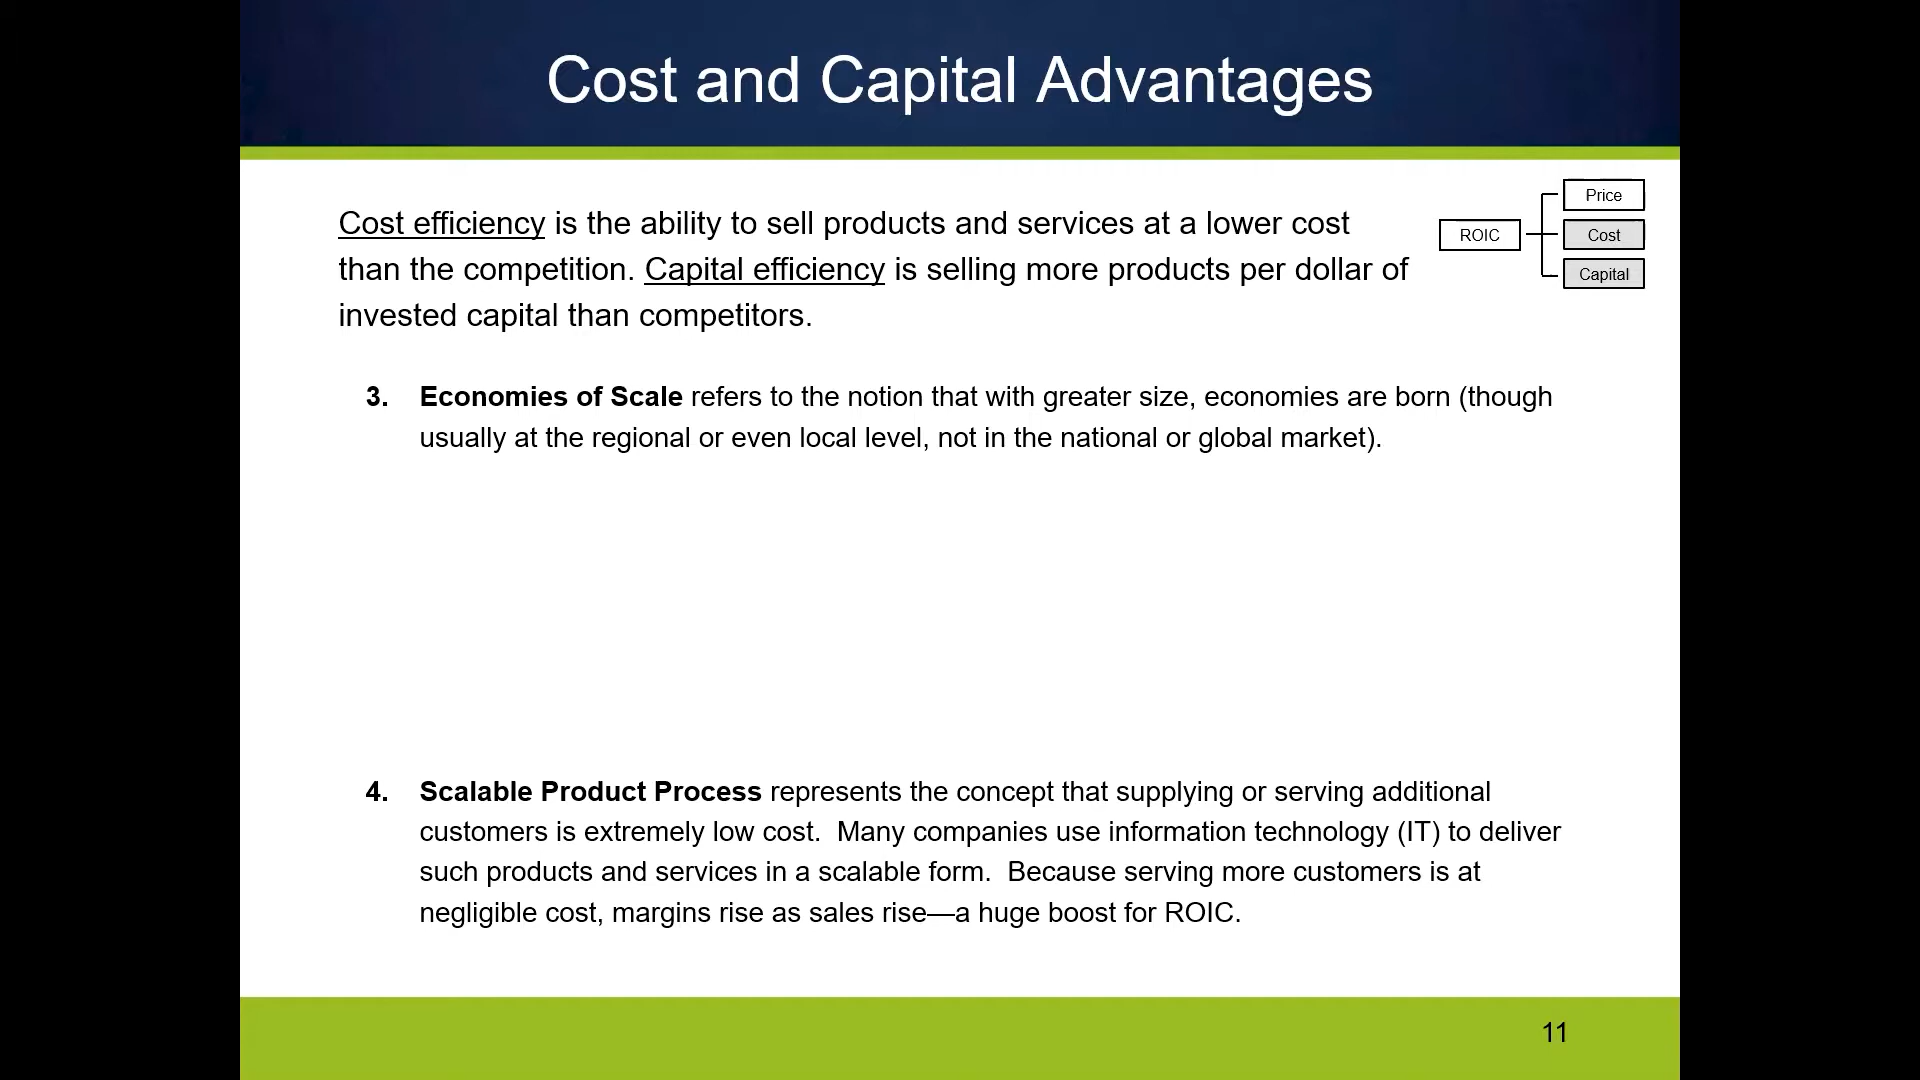 Cost and Capital Advantages
Cost efficiency is the ability to sell products and services at a lower cost
than the competition. Capital efficiency is selling more products per dollar of
invested capital than competitors.
ROIC
Price
Cost
Capital
3. Economies of Scale refers to the notion that with greater size, economies are born (though
usually at the regional or even local level, not in the national or global market).
4. Scalable Product Process represents the concept that supplying or serving additional
customers is extremely low cost.  Many companies use information technology (IT) to deliver
such products and services in a scalable form.  Because serving more customers is at
negligible cost, margins rise as sales rise—a huge boost for ROIC.
11